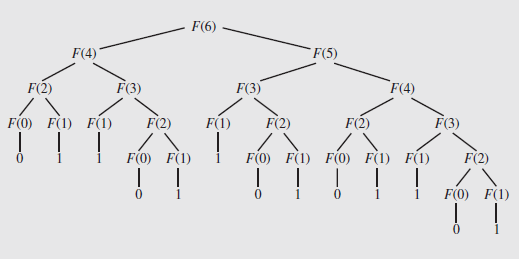 F(6)
F(4) F(5)
F(2) F(3) F(3) F(4)
F(0) F(1) F(1) F(2) F(1) F(2) F(2) F(3)
0 1 1 F(0) F(1) 1 F(0) F(1) F(0) F(1) F(1) F(2)
0 1 0 1 0 1 1 F(0) F(1)
0 1